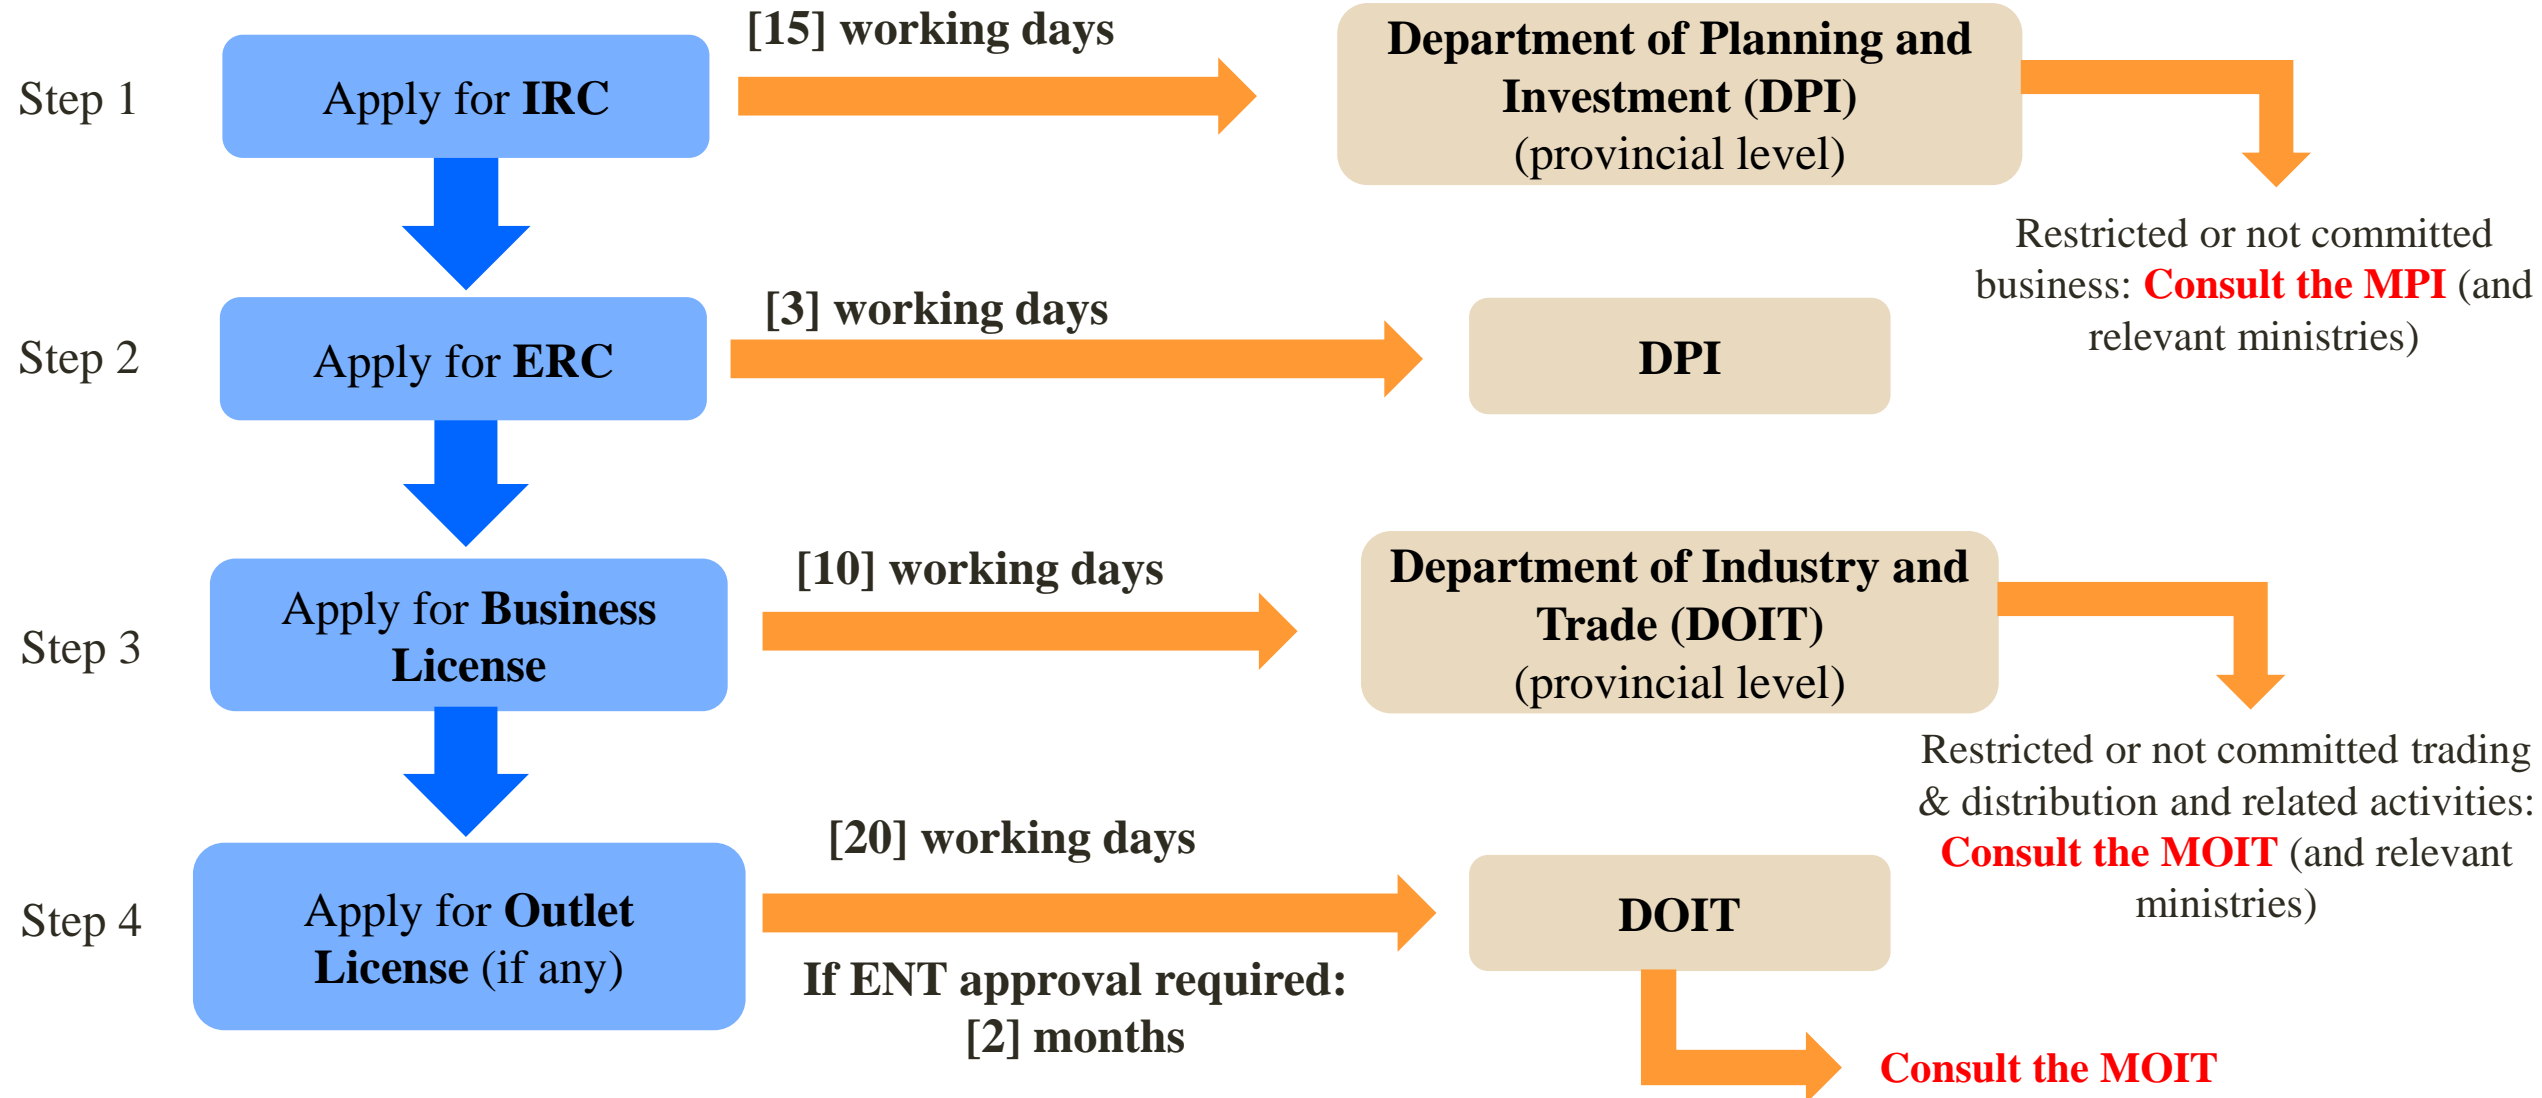 Step 1
Apply for IRC
[15] working days
Department of Planning and
Investment (DPI)
(provincial level)
Restricted or not committed
business: Consult the MPI (and
relevant ministries)
Step 2
Apply for ERC
[3] working days
DPI
Step 3
Apply for Business
License
[10] working days
Department of Industry and
Trade (DOIT)
(provincial level)
Restricted or not committed trading
& distribution and related activities:
Consult the MOIT (and relevant
ministries)
Step 4
Apply for Outlet
License (if any)
[20] working days
If ENT approval required:
[2] months
DOIT
Consult the MOIT